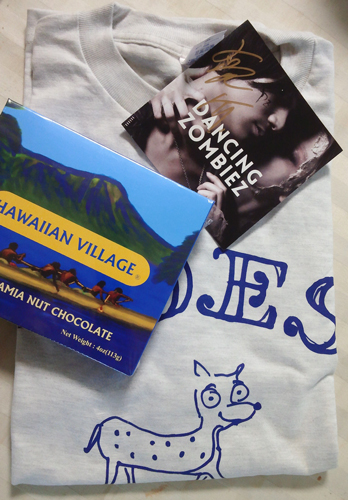 DANCING
ZOMBIEZ
HAWAIIAN VILLAGE®
AMIA NUT CHOCOLATE
Net Weight : 4oz (113g)
DES